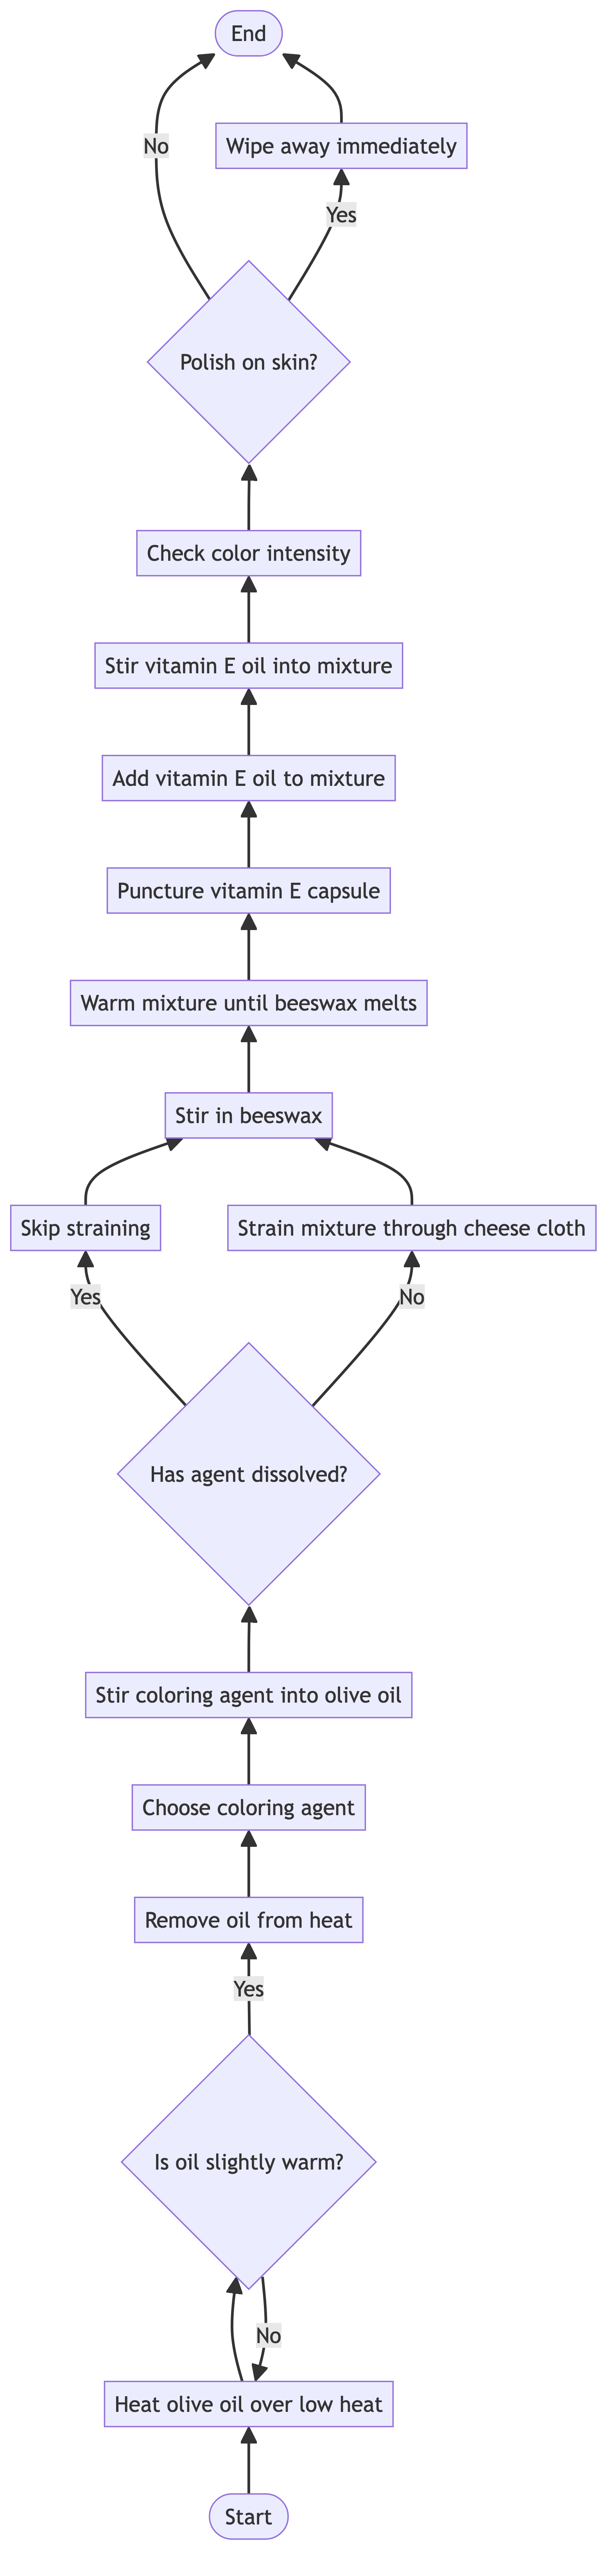 End
Wipe away immediately
No
Yes
Polish on skin?
Check color intensity
Stir vitamin E oil into mixture
Add vitamin E oil to mixture
Puncture vitamin E capsule
Warm mixture until beeswax melts
Stir in beeswax
Skip straining
Strain mixture through cheese cloth
Yes
No
Has agent dissolved?
Stir coloring agent into olive oil
Choose coloring agent
Remove oil from heat
Yes
Is oil slightly warm?
No
Heat olive oil over low heat
Start